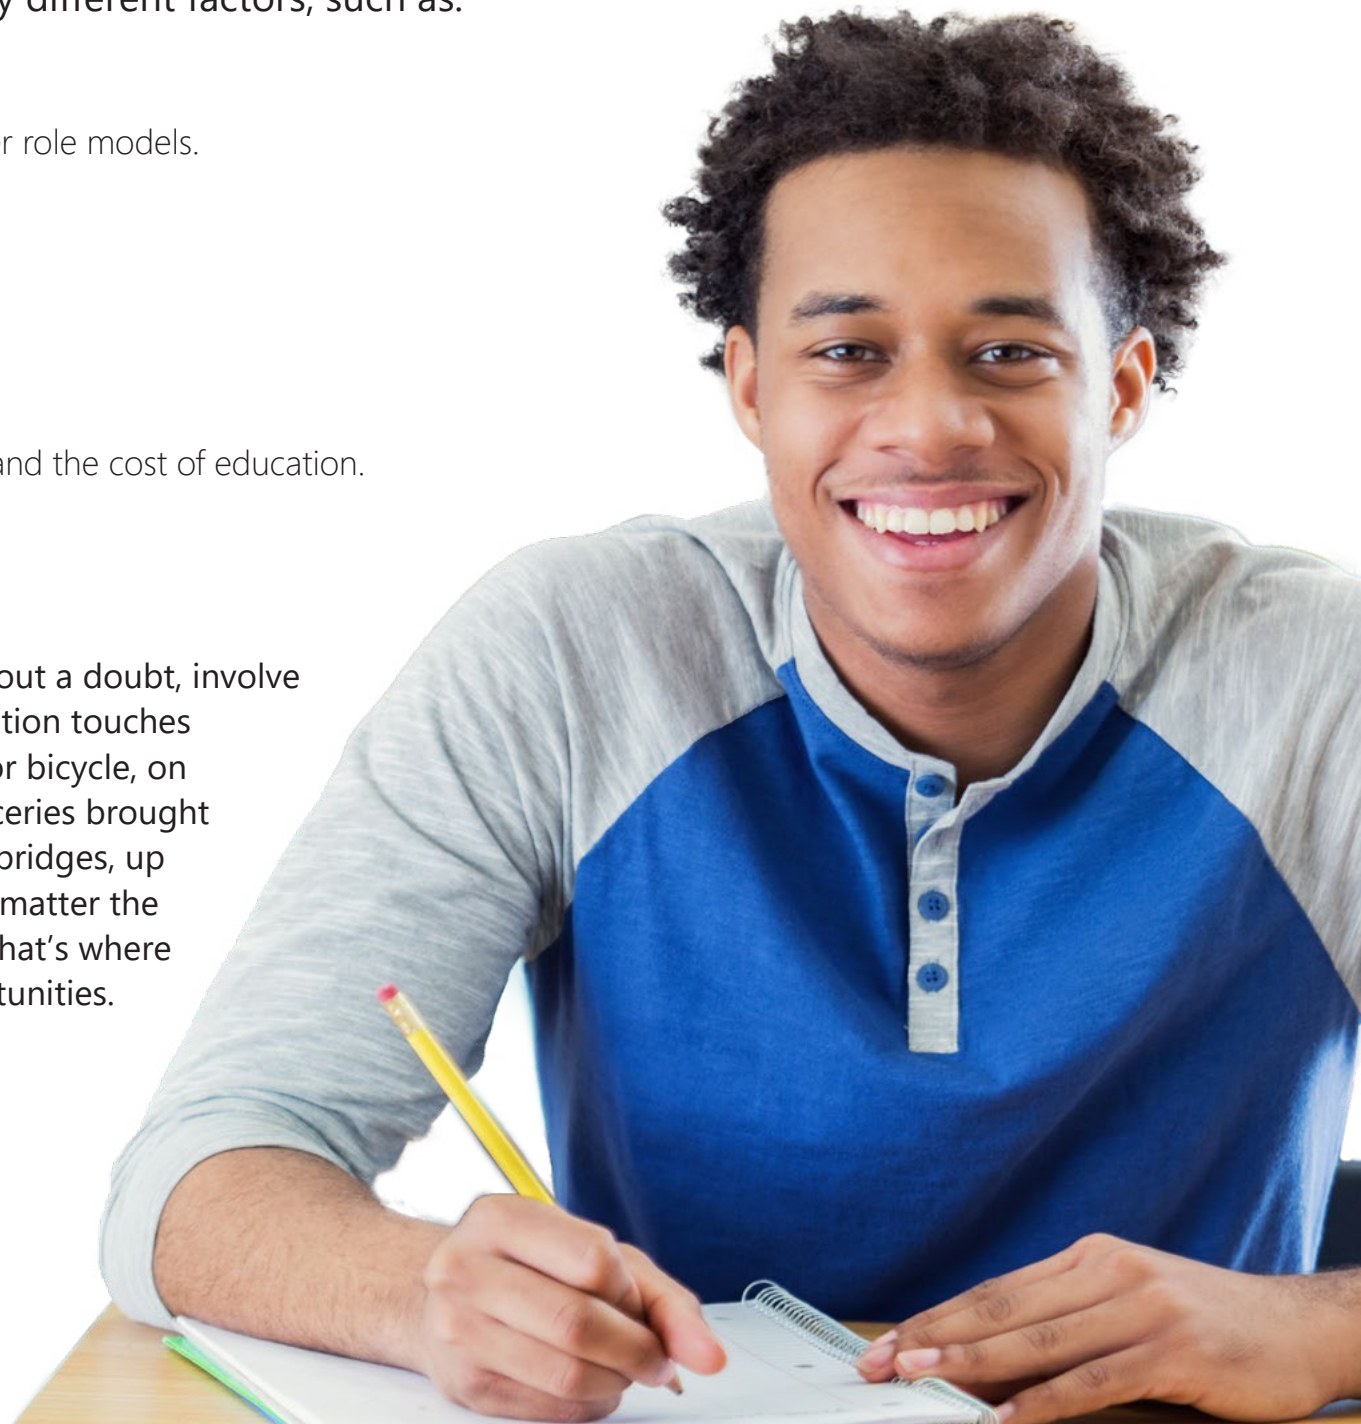 y different factors, such as:
r role models.
and the cost of education.
out a doubt, involve
tion touches
or bicycle, on
ceries brought
bridges, up
matter the
hat’s where
tunities.